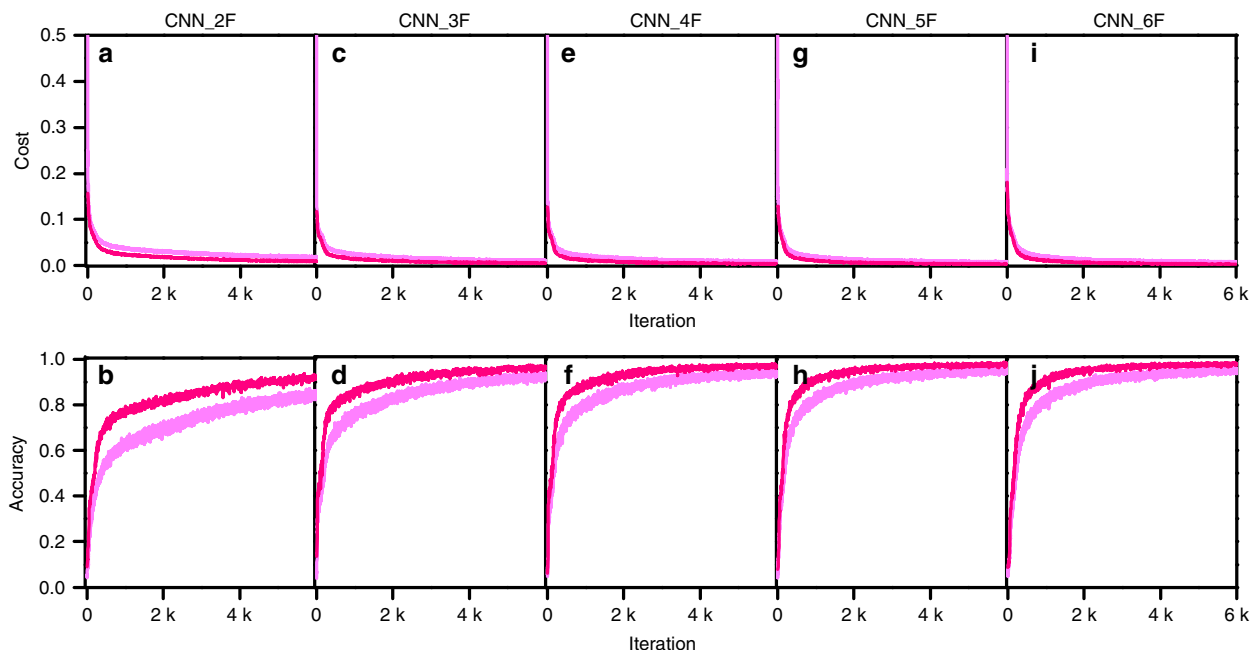 CNN_2F CNN_3F CNN_4F CNN_5F CNN_6F
a c e g i
0.5
0.4
0.3
0.2
0.1
0.0
Cost
0 2 k 4 k 0 2 k 4 k 0 2 k 4 k 0 2 k 4 k 0 2 k 4 k 6 k
Iteration
b d f h j
1.0
0.8
0.6
0.4
0.2
0.0
Accuracy
0 2 k 4 k 0 2 k 4 k 0 2 k 4 k 0 2 k 4 k 0 2 k 4 k 6 k
Iteration